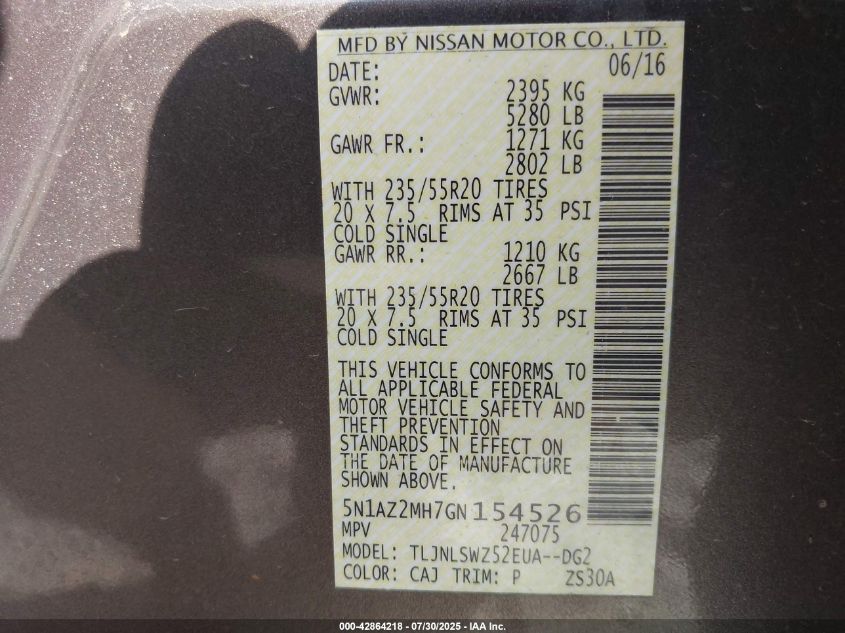 MFD BY NISSAN MOTOR CO., LTD.
DATE: 06/16
GVWR: 2395 KG
5280 LB
GAWR FR.: 1271 KG
2802 LB
WITH 235/55R20 TIRES
20 X 7.5 RIMS AT 35 PSI
COLD SINGLE
GAWR RR.: 1210 KG
2667 LB
WITH 235/55R20 TIRES
20 X 7.5 RIMS AT 35 PSI
COLD SINGLE
THIS VEHICLE CONFORMS TO
ALL APPLICABLE FEDERAL
MOTOR VEHICLE SAFETY AND
THEFT PREVENTION
STANDARDS IN EFFECT ON
THE DATE OF MANUFACTURE
SHOWN ABOVE.
5N1AZ2MH7GN154526
MPV 247075
MODEL: TLJNLSWZ52EUA--DG2
COLOR: CAJ TRIM: P ZS30A
000-42864218 - 07/30/2025 - IAA Inc.